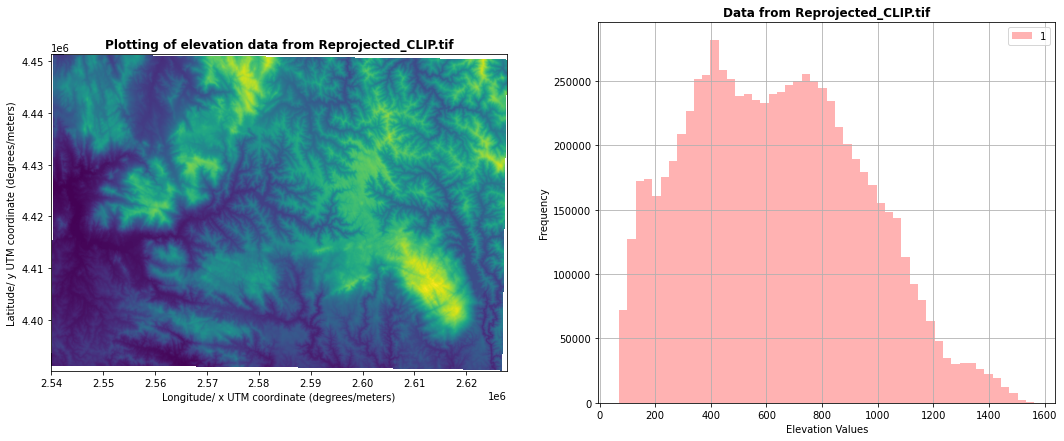 Plotting of elevation data from Reprojected_CLIP.tif
1e6
4.45
4.44
4.43
4.42
4.41
4.40
Latitude/ y UTM coordinate (degrees/meters)
2.54 2.55 2.56 2.57 2.58 2.59 2.60 2.61 2.62
1e6
Longitude/ x UTM coordinate (degrees/meters)
Data from Reprojected_CLIP.tif
1
250000
200000
150000
100000
50000
0
Frequency
0 200 400 600 800 1000 1200 1400 1600
Elevation Values